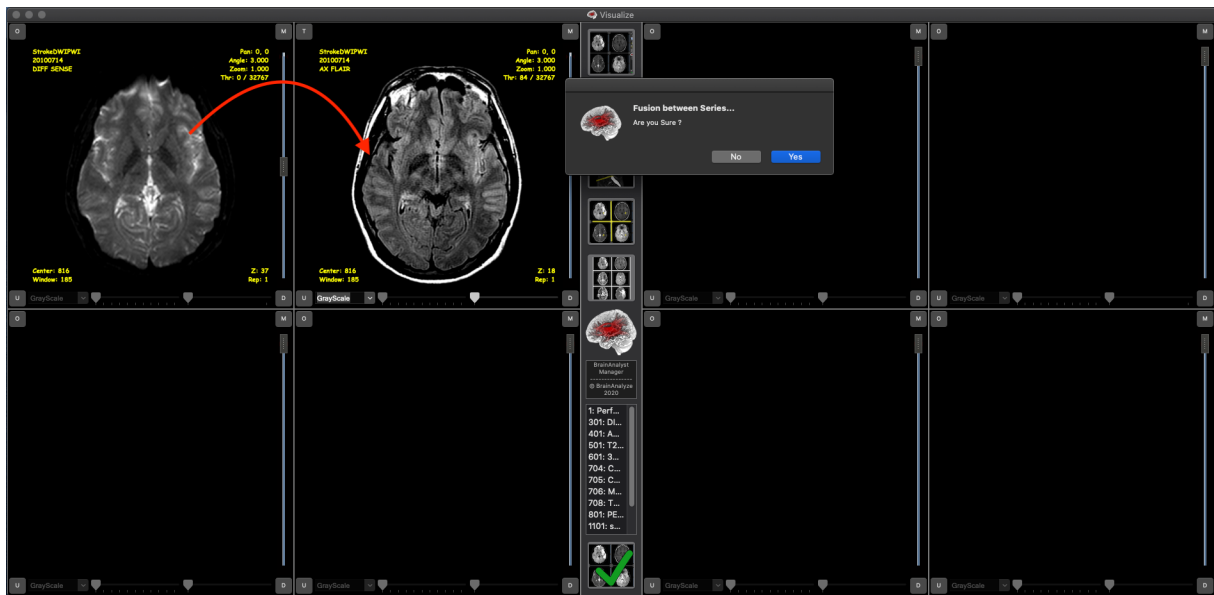 Visualize
O
M
StrokeDWIPWI
20100714
DIFF SENSE
Pan: 0, 0
Angle: 3.000
Zoom: 1.000
Thr: 0 / 32767
Center: 816
Window: 185
Z: 37
Rep: 1
U
GrayScale
D
T
M
StrokeDWIPWI
20100714
AX FLAIR
Pan: 0, 0
Angle: 3.000
Zoom: 1.000
Thr: 84 / 32767
Center: 816
Window: 185
Z: 18
Rep: 1
U
GrayScale
D
Fusion between Series...
Are you Sure ?
No
Yes
O
M
U
GrayScale
D
O
M
U
GrayScale
D
O
M
U
GrayScale
D
O
M
U
GrayScale
D
BrainAnalyst
Manager
---------------
© BrainAnalyze
2020
1: Perf...
301: DI...
401: A...
501: T2...
601: 3...
704: C...
705: C...
706: M...
708: T...
801: PE...
1101: s...
O
M
U
GrayScale
D
O
M
U
GrayScale
D